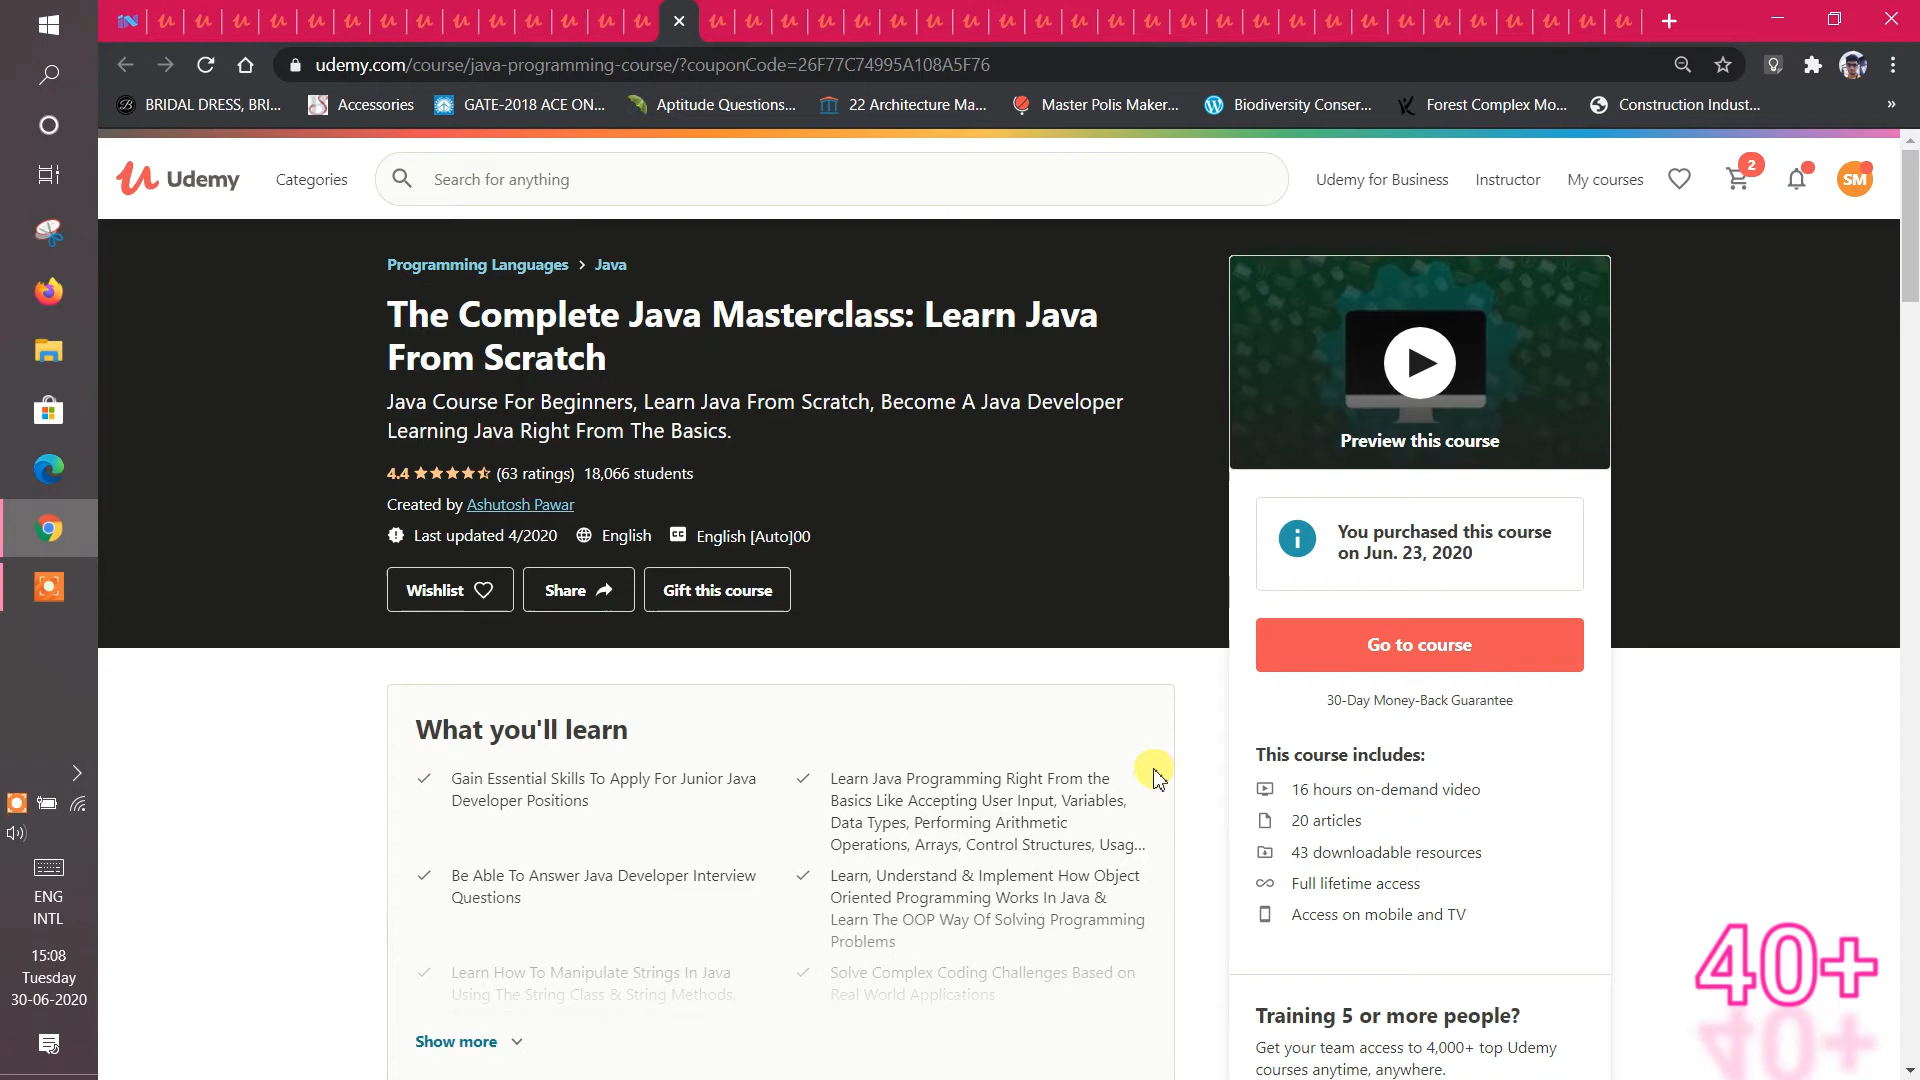 udemy.com/course/java-programming-course/?couponCode=26F77C74995A108A5F76
BRIDAL DRESS, BRI...
Accessories
GATE-2018 ACE ON...
Aptitude Questions...
22 Architecture Ma...
Master Polis Maker...
Biodiversity Conser...
Forest Complex Mo...
Construction Indust...
»
Udemy
Categories
Search for anything
Udemy for Business
Instructor
My courses
2
SM
Programming Languages > Java
The Complete Java Masterclass: Learn Java
From Scratch
Java Course For Beginners, Learn Java From Scratch, Become A Java Developer
Learning Java Right From The Basics.
4.4 (63 ratings) 18,066 students
Created by Ashutosh Pawar
Last updated 4/2020 English English [Auto]00
Wishlist
Share
Gift this course
Preview this course
You purchased this course
on Jun. 23, 2020
Go to course
30-Day Money-Back Guarantee
This course includes:
16 hours on-demand video
20 articles
43 downloadable resources
Full lifetime access
Access on mobile and TV
Training 5 or more people?
Get your team access to 4,000+ top Udemy
courses anytime, anywhere.
What you'll learn
Gain Essential Skills To Apply For Junior Java
Developer Positions
Learn Java Programming Right From the
Basics Like Accepting User Input, Variables,
Data Types, Performing Arithmetic
Operations, Arrays, Control Structures, Usag...
Be Able To Answer Java Developer Interview
Questions
Learn, Understand & Implement How Object
Oriented Programming Works In Java &
Learn The OOP Way Of Solving Programming
Problems
Learn How To Manipulate Strings In Java
Using The String Class & String Methods.
Solve Complex Coding Challenges Based on
Real World Applications
Show more
40+
ENG
INTL
15:08
Tuesday
30-06-2020